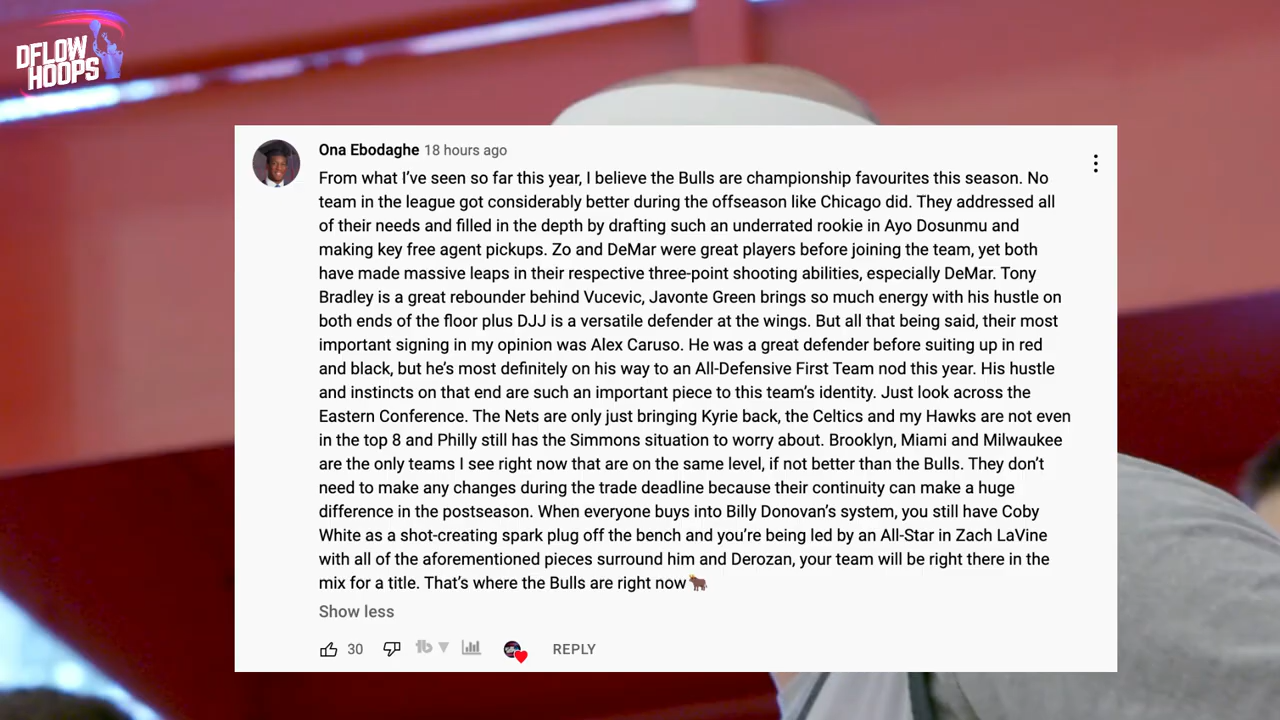 DFLOW
HOOPS
Ona Ebodaghe 18 hours ago
From what I’ve seen so far this year, I believe the Bulls are championship favourites this season. No
team in the league got considerably better during the offseason like Chicago did. They addressed all
of their needs and filled in the depth by drafting such an underrated rookie in Ayo Dosunmu and
making key free agent pickups. Zo and DeMar were great players before joining the team, yet both
have made massive leaps in their respective three-point shooting abilities, especially DeMar. Tony
Bradley is a great rebounder behind Vucevic, Javonte Green brings so much energy with his hustle on
both ends of the floor plus DJJ is a versatile defender at the wings. But all that being said, their most
important signing in my opinion was Alex Caruso. He was a great defender before suiting up in red
and black, but he’s most definitely on his way to an All-Defensive First Team nod this year. His hustle
and instincts on that end are such an important piece to this team’s identity. Just look across the
Eastern Conference. The Nets are only just bringing Kyrie back, the Celtics and my Hawks are not even
in the top 8 and Philly still has the Simmons situation to worry about. Brooklyn, Miami and Milwaukee
are the only teams I see right now that are on the same level, if not better than the Bulls. They don’t
need to make any changes during the trade deadline because their continuity can make a huge
difference in the postseason. When everyone buys into Billy Donovan’s system, you still have Coby
White as a shot-creating spark plug off the bench and you’re being led by an All-Star in Zach LaVine
with all of the aforementioned pieces surround him and Derozan, your team will be right there in the
mix for a title. That’s where the Bulls are right now🐂
Show less
30 REPLY